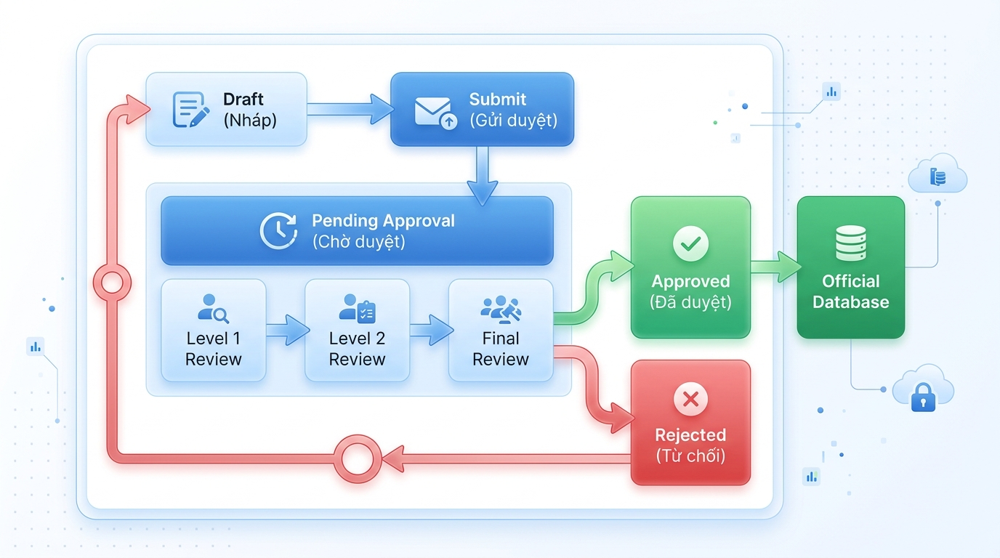 Draft
(Nháp)
Submit
(Gửi duyệt)
Pending Approval
(Chờ duyệt)
Level 1
Review
Level 2
Review
Final
Review
Approved
(Đã duyệt)
Official
Database
Rejected
(Từ chối)